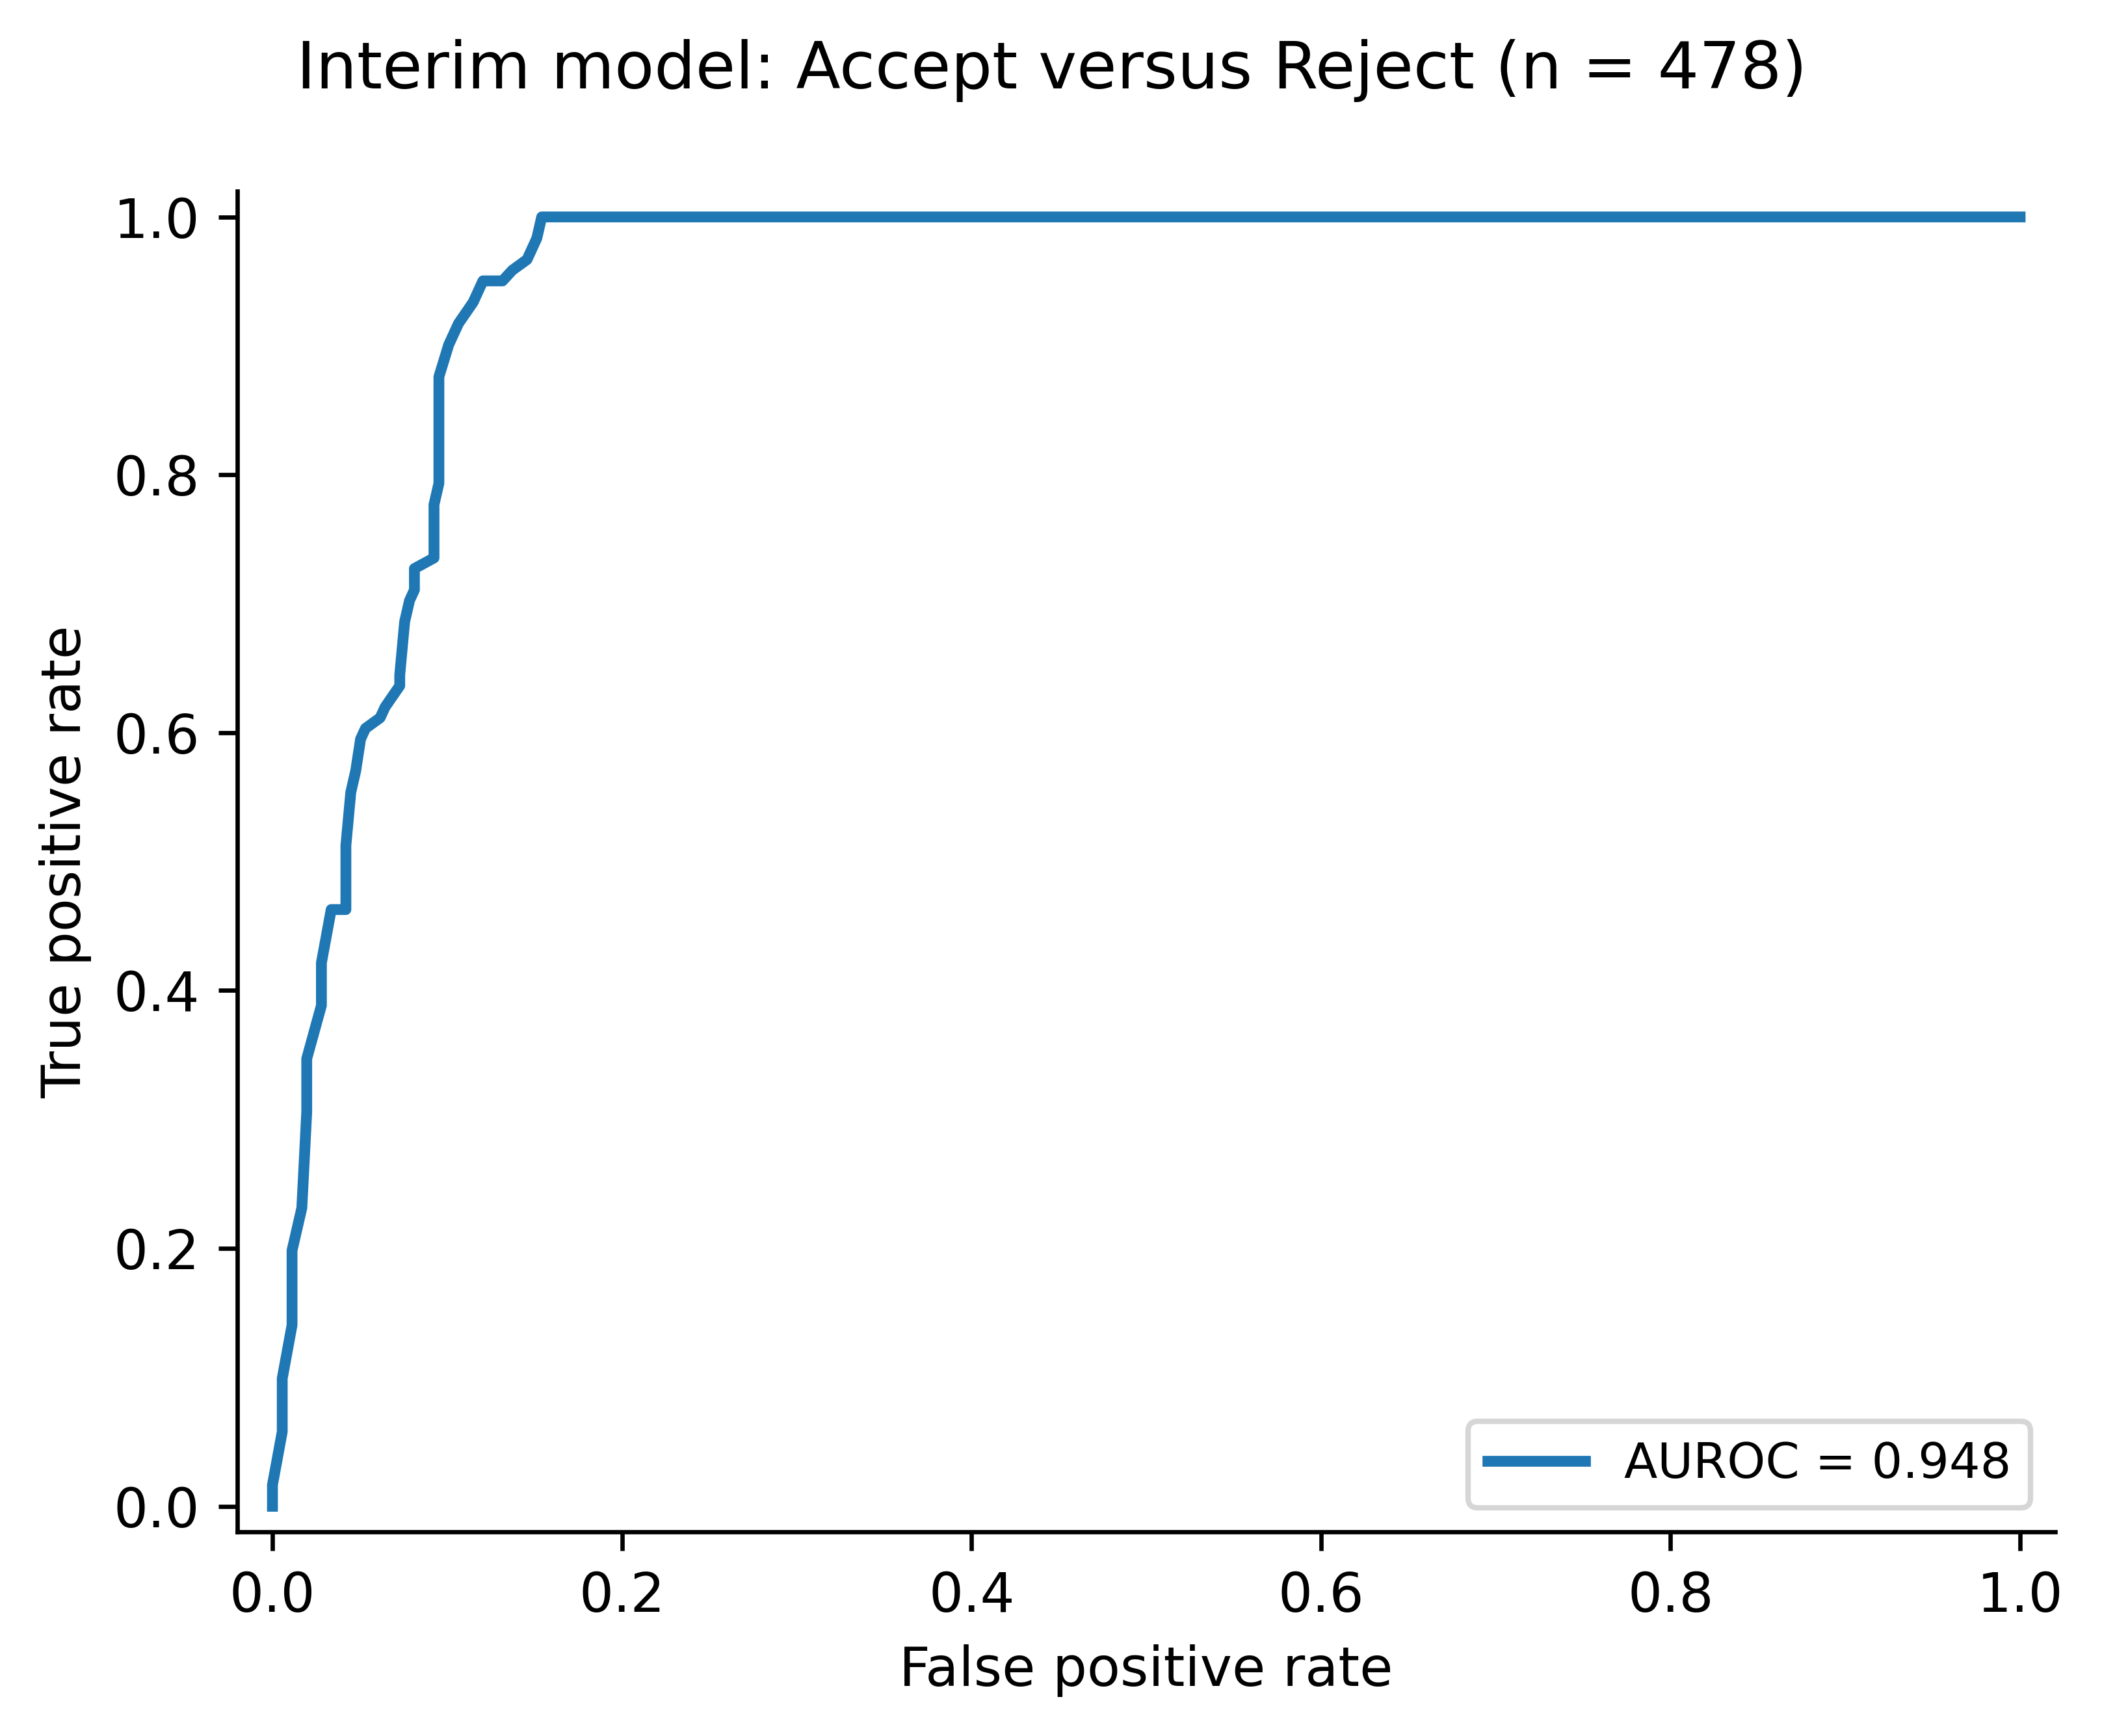 Interim model: Accept versus Reject (n = 478)
1.0
0.8
0.6
0.4
0.2
0.0
True positive rate
AUROC = 0.948
0.0 0.2 0.4 0.6 0.8 1.0
False positive rate